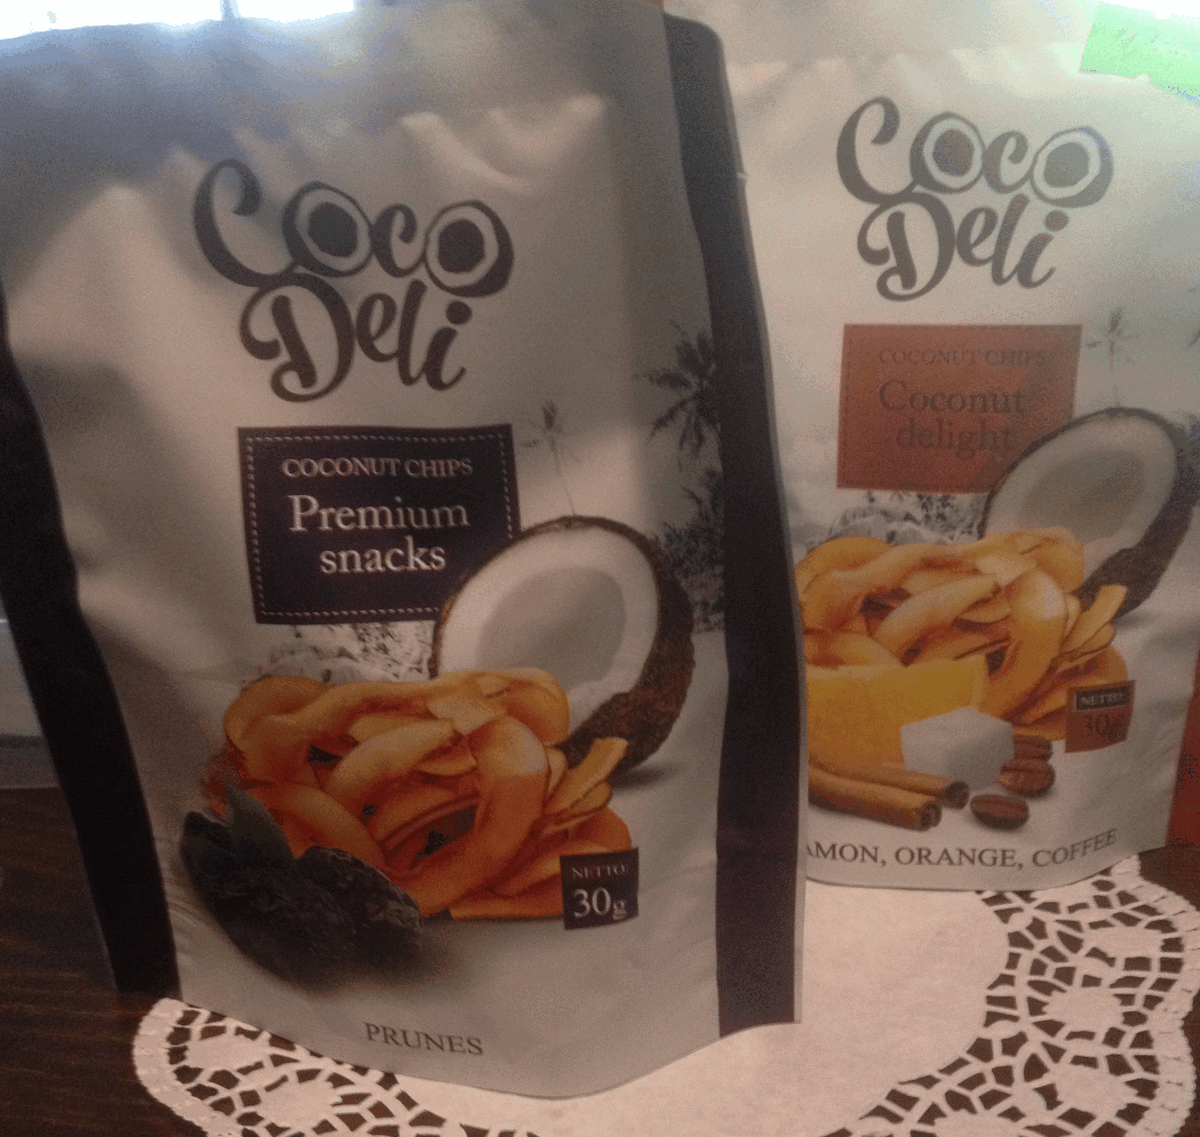 Coco
Deli
COCONUT CHIPS
Premium
snacks
NETTO
30g
PRUNES
Coco
Deli
COCONUT CHIPS
Coconut
delight
NETTO
30g
AMON, ORANGE, COFFEE